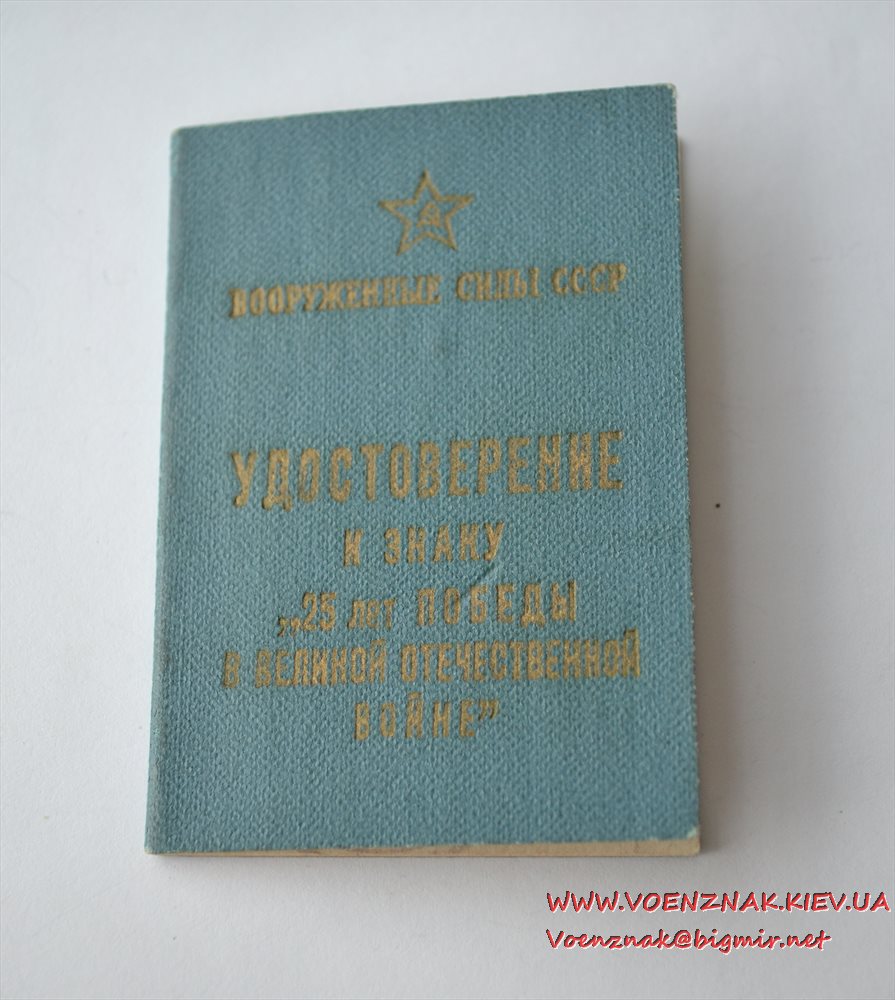 ВООРУЖЕННЫЕ СИЛЫ СССР
УДОСТОВЕРЕНИЕ
К ЗНАКУ
„25 лет ПОБЕДЫ
В ВЕЛИКОЙ ОТЕЧЕСТВЕННОЙ
ВОЙНЕ”
WWW.VOENZNAK.KIEV.UA
Voenznak@bigmir.net